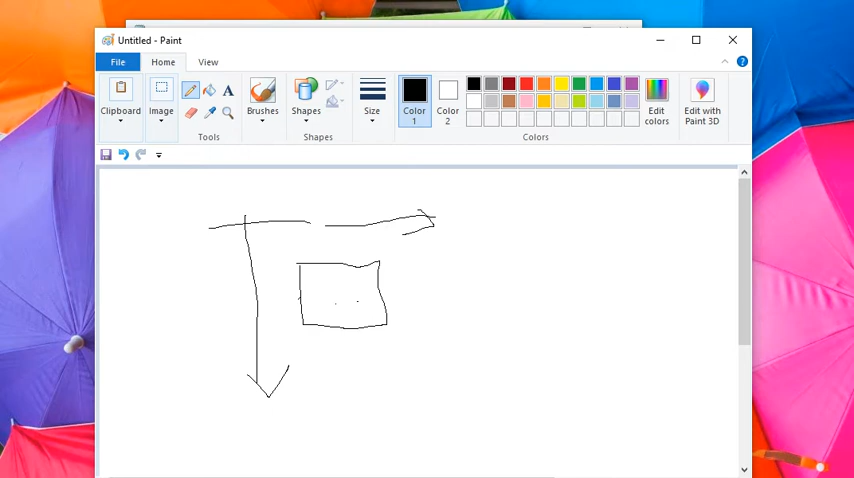 Untitled - Paint
File Home View
Clipboard
Image
A
Tools
Brushes
Shapes
Shapes
Size
Color 1
Color 2
Edit colors
Colors
Edit with Paint 3D